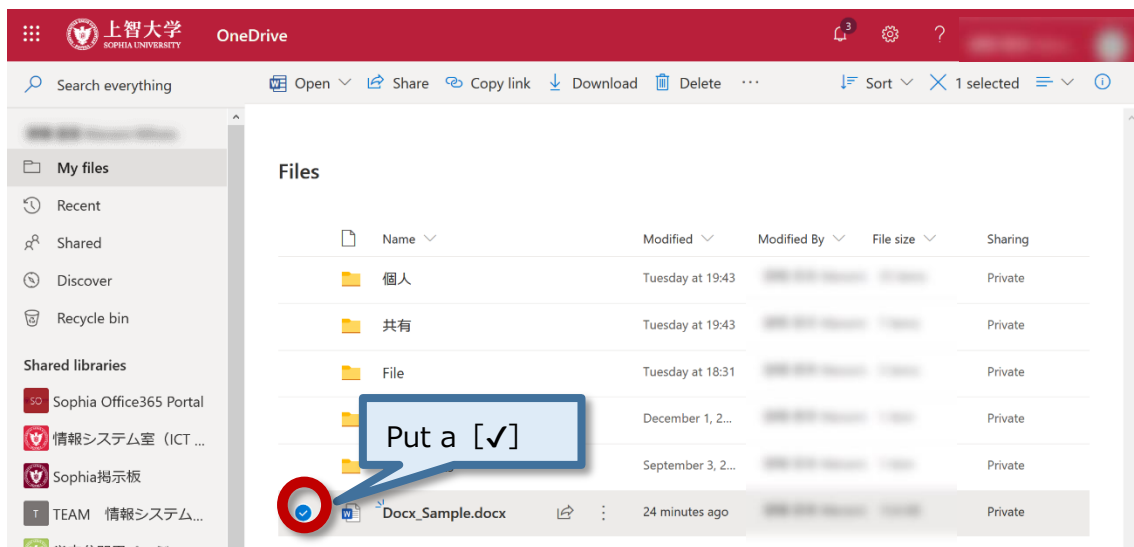 上智大学
SOPHIA UNIVERSITY
OneDrive
3
?
Search everything
Open
Share
Copy link
Download
Delete
Sort
1 selected
My files
Recent
Shared
Discover
Recycle bin
Shared libraries
SO Sophia Office365 Portal
情報システム室（ICT ...
Sophia掲示板
T TEAM 情報システム...
Files
Name Modified Modified By File size Sharing
個人 Tuesday at 19:43 Private
共有 Tuesday at 19:43 Private
File Tuesday at 18:31 Private
December 1, 2... Private
September 3, 2... Private
Docx_Sample.docx 24 minutes ago Private
Put a [✓]